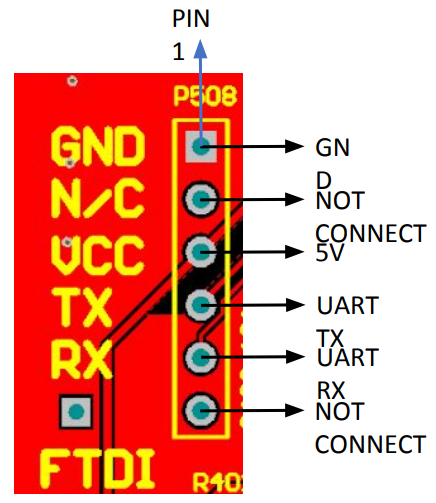 PIN
1
P508
GND
N/C
VCC
TX
RX
FTDI
GN
D
NOT
CONNECT
5V
UART
TX
UART
RX
NOT
CONNECT